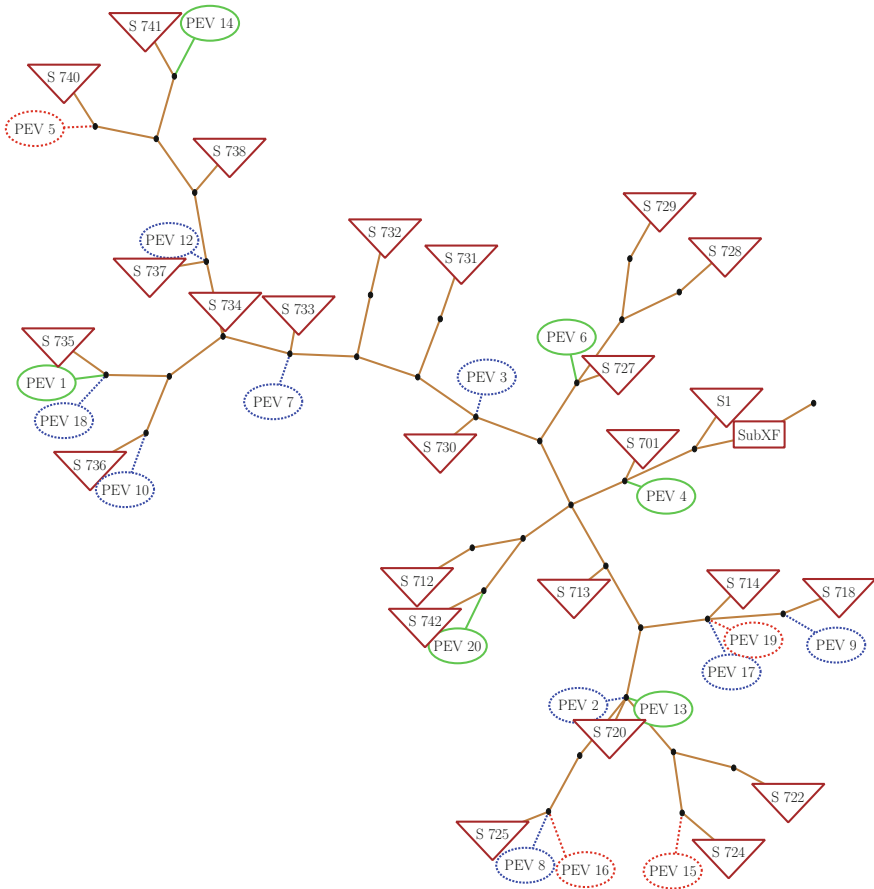 S 741
PEV 14
S 740
PEV 5
S 738
S 729
S 732
PEV 12
S 728
S 731
S 737
S 734
S 733
PEV 6
S 735
S 727
PEV 3
PEV 1
PEV 7
S1
PEV 18
SubXF
S 701
S 730
S 736
PEV 10
PEV 4
S 712
S 714
S 713
S 718
S 742
PEV 19
PEV 20
PEV 9
PEV 17
PEV 2
PEV 13
S 720
S 722
S 725
S 724
PEV 8
PEV 16
PEV 15